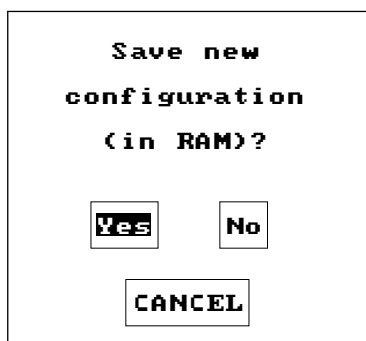 Save new
configuration
(in RAM)?
Yes No
CANCEL